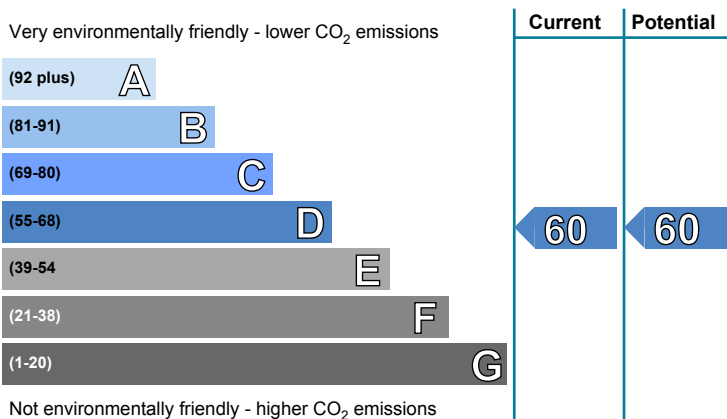 Very environmentally friendly - lower CO2 emissions
Current Potential
(92 plus) A
(81-91) B
(69-80) C
(55-68) D 60 60
(39-54 E
(21-38) F
(1-20) G
Not environmentally friendly - higher CO2 emissions